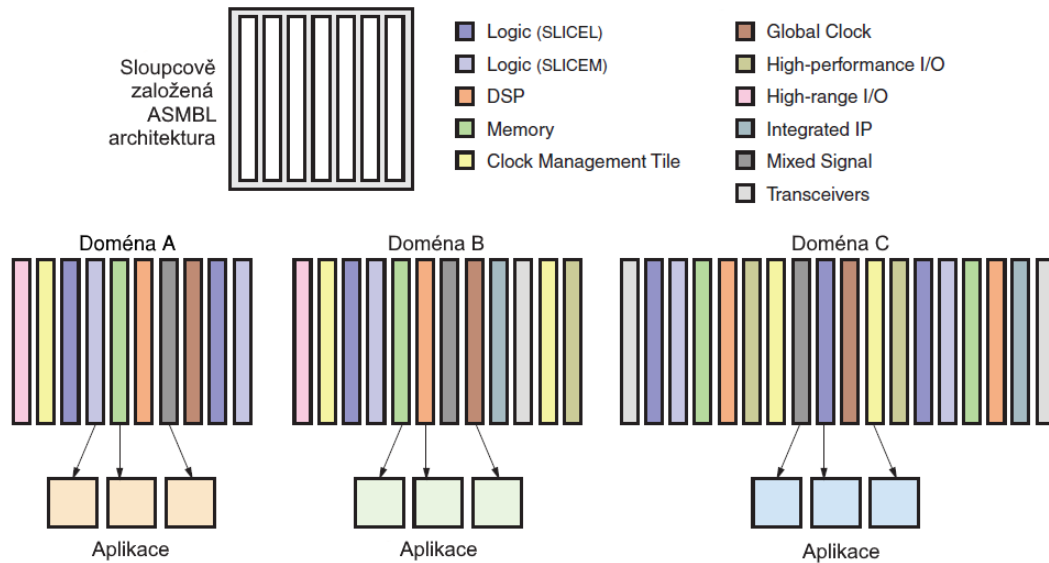 Sloupcově
založená
ASMBL
architektura
Logic (SLICEL)
Logic (SLICEM)
DSP
Memory
Clock Management Tile
Global Clock
High-performance I/O
High-range I/O
Integrated IP
Mixed Signal
Transceivers
Doména A
Doména B
Doména C
Aplikace
Aplikace
Aplikace